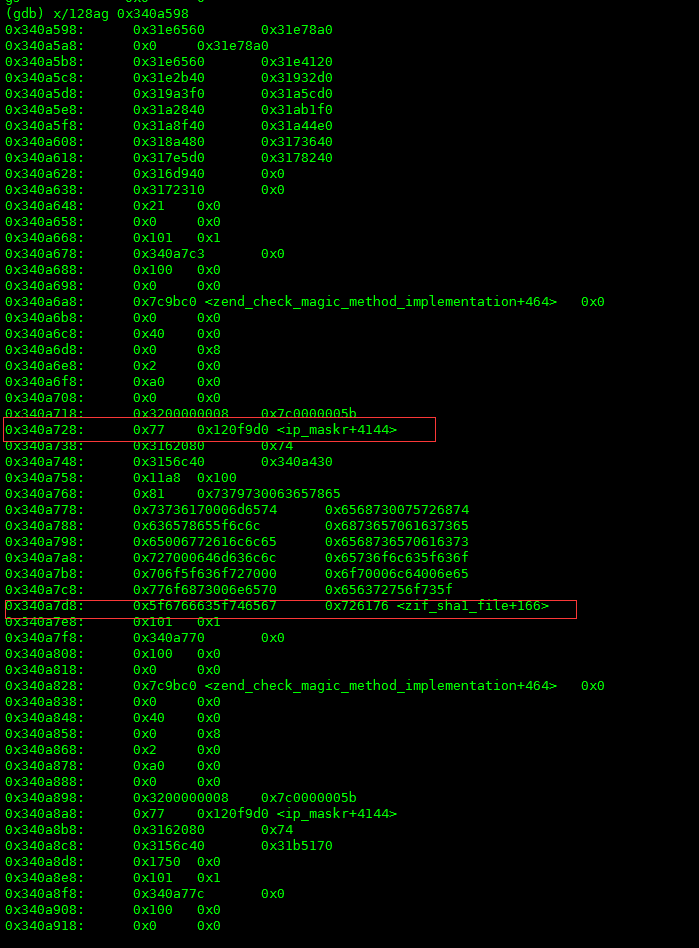 (gdb) x/128ag 0x340a598
0x340a598: 0x31e6560 0x31e78a0
0x340a5a8: 0x0 0x31e78a0
0x340a5b8: 0x31e6560 0x31e4120
0x340a5c8: 0x31e2b40 0x31932d0
0x340a5d8: 0x319a3f0 0x31a5cd0
0x340a5e8: 0x31a2840 0x31ab1f0
0x340a5f8: 0x31a8f40 0x31a44e0
0x340a608: 0x318a480 0x3173640
0x340a618: 0x317e5d0 0x3178240
0x340a628: 0x316d940 0x0
0x340a638: 0x3172310 0x0
0x340a648: 0x21 0x0
0x340a658: 0x0 0x0
0x340a668: 0x101 0x1
0x340a678: 0x340a7c3 0x0
0x340a688: 0x100 0x0
0x340a698: 0x0 0x0
0x340a6a8: 0x7c9bc0 <zend_check_magic_method_implementation+464> 0x0
0x340a6b8: 0x0 0x0
0x340a6c8: 0x40 0x0
0x340a6d8: 0x0 0x8
0x340a6e8: 0x2 0x0
0x340a6f8: 0xa0 0x0
0x340a708: 0x0 0x0
0x340a718: 0x3200000008 0x7c0000005b
0x340a728: 0x77 0x120f9d0 <ip_maskr+4144>
0x340a738: 0x3162080 0x74
0x340a748: 0x3156c40 0x340a430
0x340a758: 0x11a8 0x100
0x340a768: 0x81 0x7379730063657865
0x340a778: 0x73736170006d6574 0x6568730075726874
0x340a788: 0x636578655f6c6c 0x6873657061637365
0x340a798: 0x65006772616c6c65 0x6568736570616373
0x340a7a8: 0x727000646d636c6c 0x65736f6c635f636f
0x340a7b8: 0x706f5f636f727000 0x6f70006c64006e65
0x340a7c8: 0x776f6873006e6570 0x656372756f735f
0x340a7d8: 0x5f6766635f746567 0x726176 <zif_sha1_file+166>
0x340a7e8: 0x101 0x1
0x340a7f8: 0x340a770 0x0
0x340a808: 0x100 0x0
0x340a818: 0x0 0x0
0x340a828: 0x7c9bc0 <zend_check_magic_method_implementation+464> 0x0
0x340a838: 0x0 0x0
0x340a848: 0x40 0x0
0x340a858: 0x0 0x8
0x340a868: 0x2 0x0
0x340a878: 0xa0 0x0
0x340a888: 0x0 0x0
0x340a898: 0x3200000008 0x7c0000005b
0x340a8a8: 0x77 0x120f9d0 <ip_maskr+4144>
0x340a8b8: 0x3162080 0x74
0x340a8c8: 0x3156c40 0x31b5170
0x340a8d8: 0x1750 0x0
0x340a8e8: 0x101 0x1
0x340a8f8: 0x340a77c 0x0
0x340a908: 0x100 0x0
0x340a918: 0x0 0x0